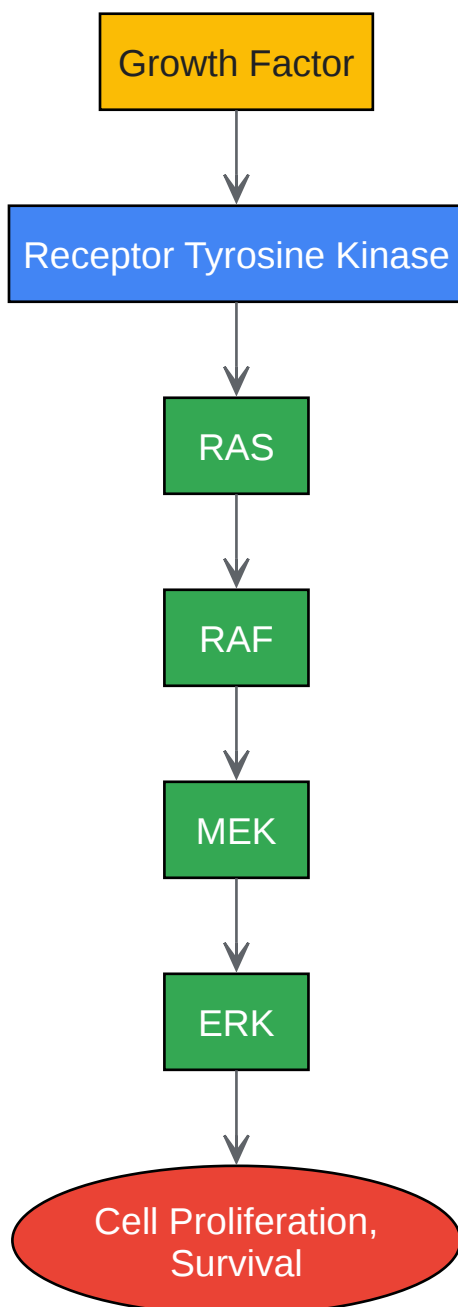 Growth Factor
Receptor Tyrosine Kinase
RAS
RAF
MEK
ERK
Cell Proliferation,
Survival